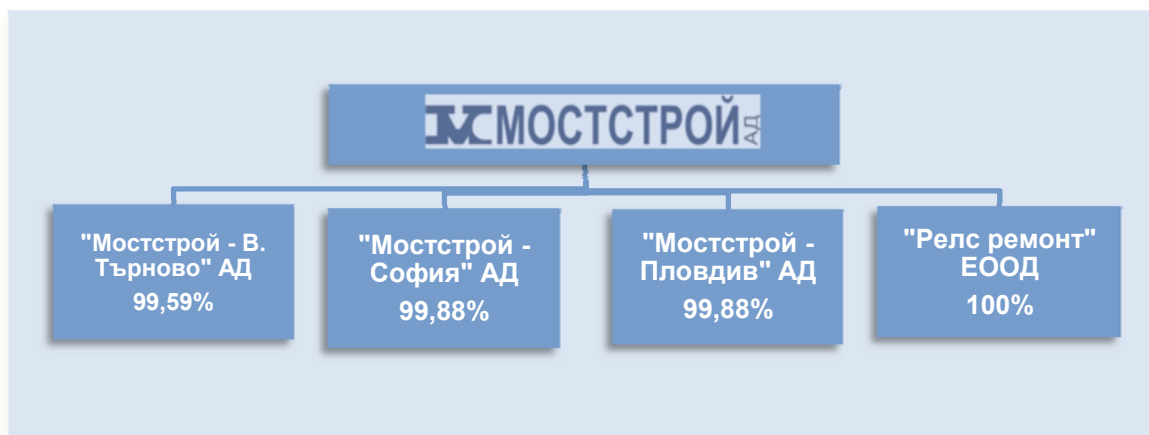 МОСТСТРОЙ АД
"Мостстрой - В.
Търново" АД
99,59%
"Мостстрой -
София" АД
99,88%
"Мостстрой -
Пловдив" АД
99,88%
"Релс ремонт"
ЕООД
100%